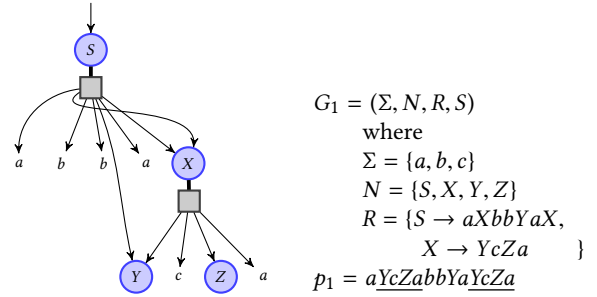 S
a b b a X
Y c Z a
G₁ = (Σ, N, R, S)
where
Σ = {a, b, c}
N = {S, X, Y, Z}
R = {S → aXbbYaX,
X → YcZa }
p₁ = aYcZabbYaYcZa